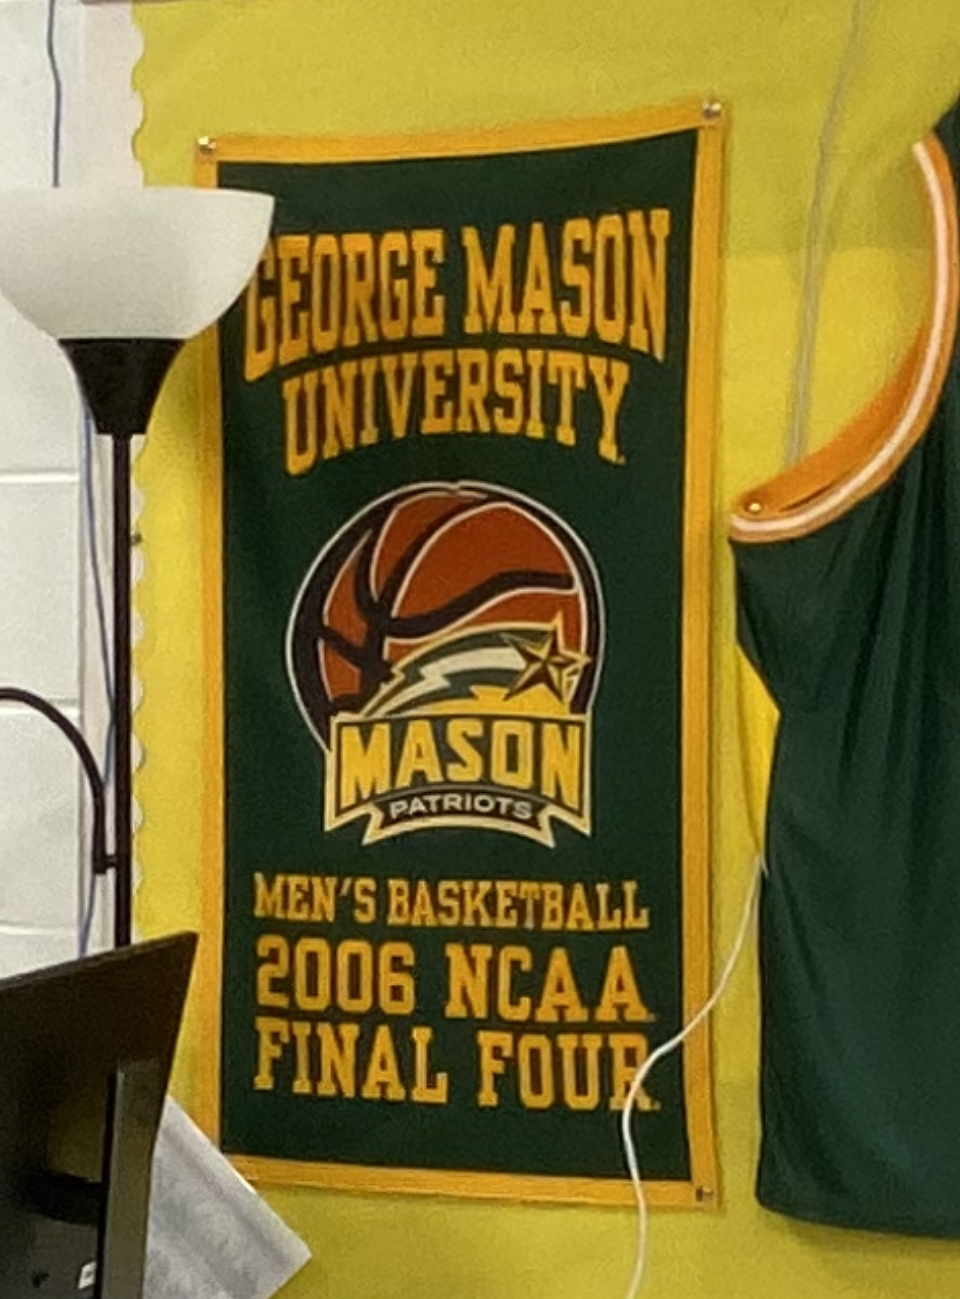 GEORGE MASON
UNIVERSITY
MASON
PATRIOTS
MEN'S BASKETBALL
2006 NCAA
FINAL FOUR